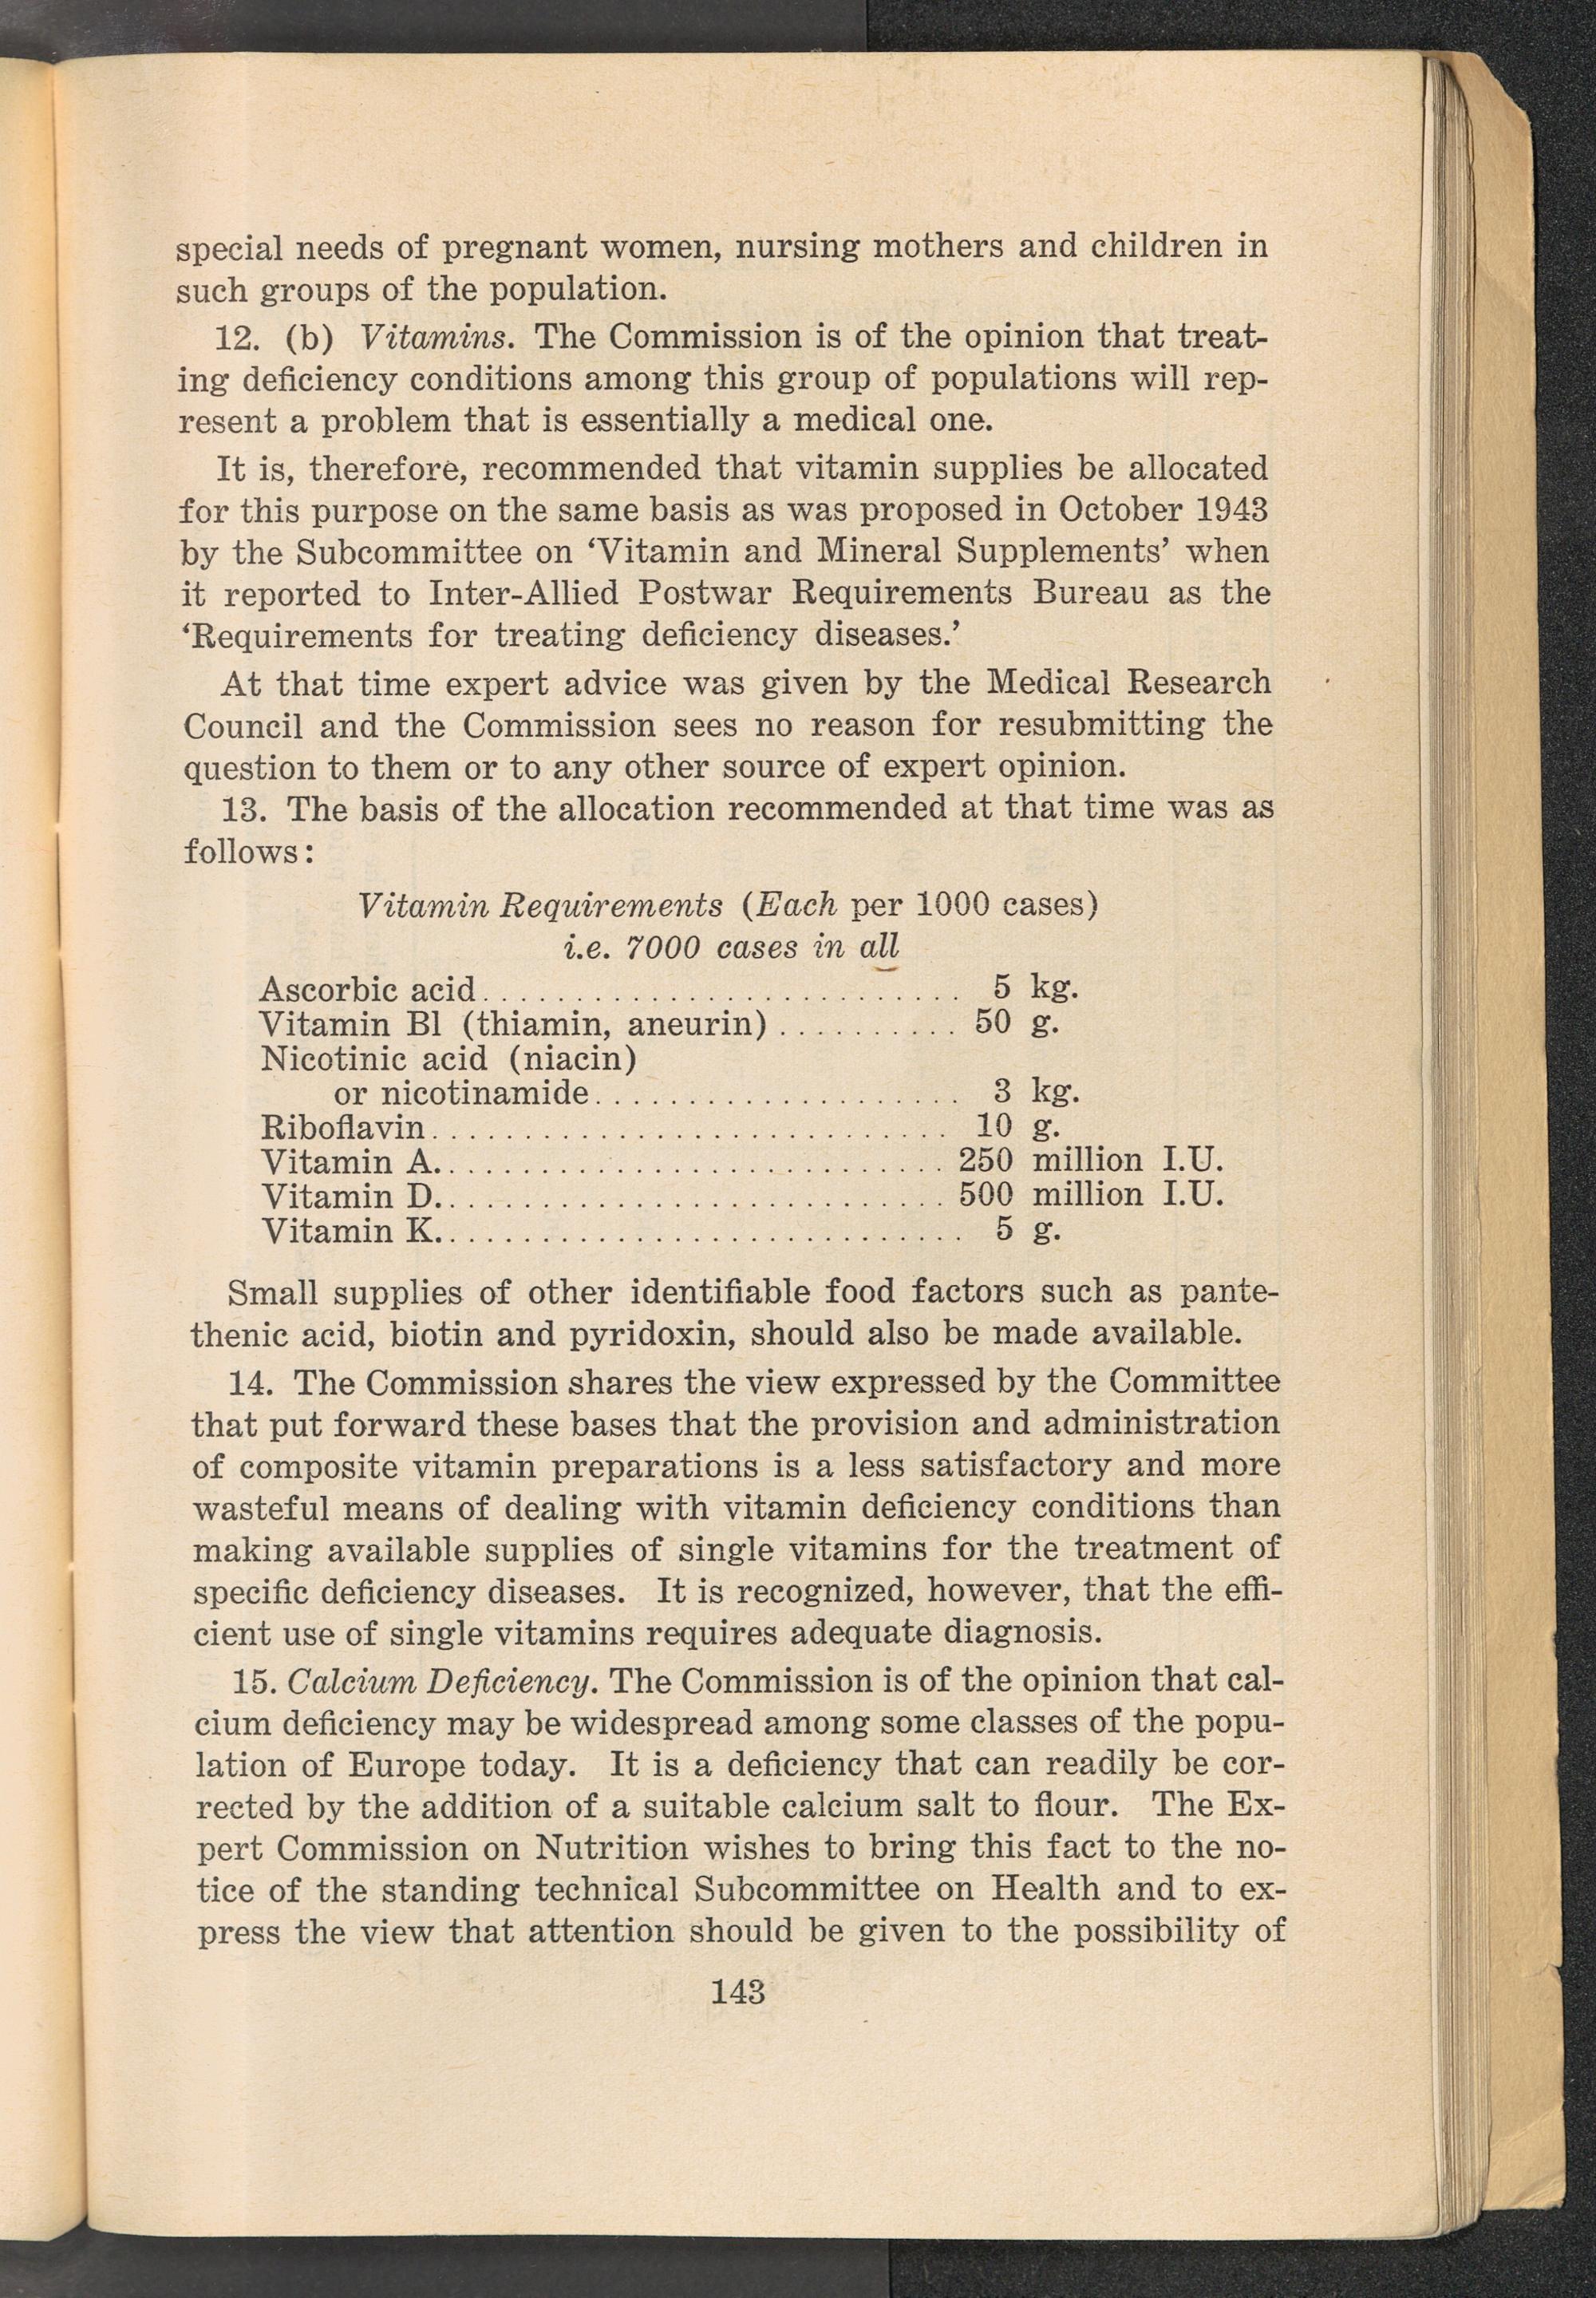 special needs of pregnant women, nursing mothers and children in
such groups of the population.
12. (b) Vitamins. The Commission is of the opinion that treat-
ing deficiency conditions among this group of populations will rep-
resent a problem that is essentially a medical one.
It is, therefore, recommended that vitamin supplies be allocated
for this purpose on the same basis as was proposed in October 1943
by the Subcommittee on ‘Vitamin and Mineral Supplements’ when
it reported to Inter-Allied Postwar Requirements Bureau as the
‘Requirements for treating deficiency diseases.’
At that time expert advice was given by the Medical Research
Council and the Commission sees no reason for resubmitting the
question to them or to any other source of expert opinion.
13. The basis of the allocation recommended at that time was as
follows:
Vitamin Requirements (Each per 1000 cases)
i.e. 7000 cases in all
Ascorbic acid.......................... 5 kg.
Vitamin Bl (thiamin, aneurin).......... 50 g.
Nicotinic acid (niacin)
or nicotinamide.................... 3 kg.
Riboflavin............................ 10 g.
Vitamin A............................. 250 million I.U.
Vitamin D............................. 500 million I.U.
Vitamin K.............................. 5 g.
Small supplies of other identifiable food factors such as pante-
thenic acid, biotin and pyridoxin, should also be made available.
14. The Commission shares the view expressed by the Committee
that put forward these bases that the provision and administration
of composite vitamin preparations is a less satisfactory and more
wasteful means of dealing with vitamin deficiency conditions than
making available supplies of single vitamins for the treatment of
specific deficiency diseases. It is recognized, however, that the effi-
cient use of single vitamins requires adequate diagnosis.
15. Calcium Deficiency. The Commission is of the opinion that cal-
cium deficiency may be widespread among some classes of the popu-
lation of Europe today. It is a deficiency that can readily be cor-
rected by the addition of a suitable calcium salt to flour. The Ex-
pert Commission on Nutrition wishes to bring this fact to the no-
tice of the standing technical Subcommittee on Health and to ex-
press the view that attention should be given to the possibility of
143